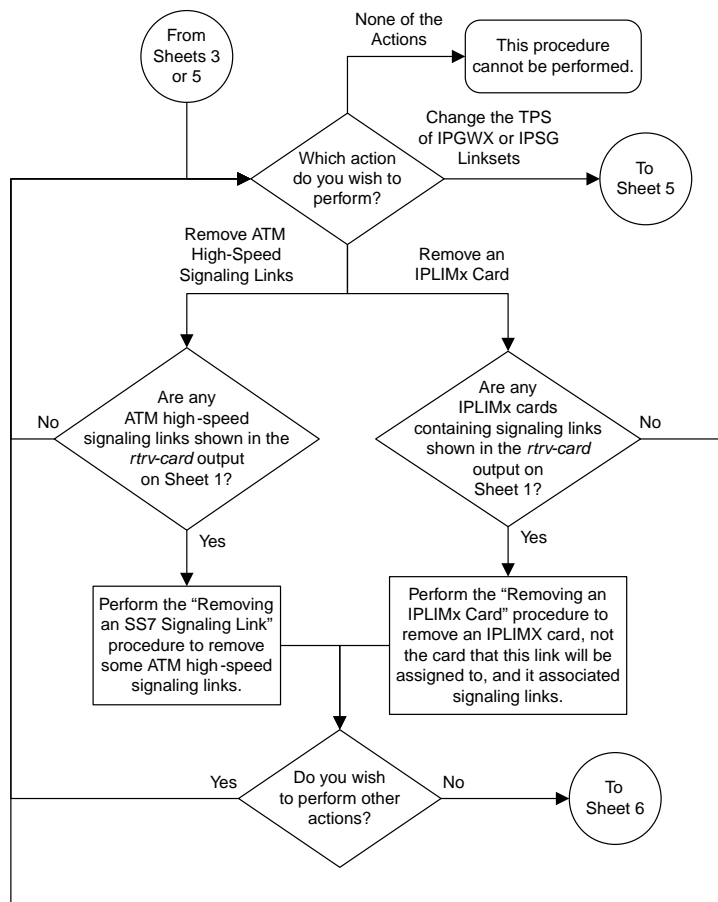 From
Sheets 3
or 5
None of the
Actions
This procedure
cannot be performed.
Change the TPS
of IPGWX or IPSG
Linksets
Which action
do you wish to
perform?
To
Sheet 5
Remove ATM
High-Speed
Signaling Links
Remove an
IPLIMx Card
No
Are any
ATM high-speed
signaling links shown in the
rtrv-card output
on Sheet 1?
Are any
IPLIMx cards
containing signaling links
shown in the rtrv-card
output on
Sheet 1?
No
Yes
Yes
Perform the “Removing
an SS7 Signaling Link”
procedure to remove
some ATM high-speed
signaling links.
Perform the “Removing an
IPLIMx Card” procedure to
remove an IPLIMX card, not
the card that this link will be
assigned to, and it associated
signaling links.
Yes
Do you wish
to perform other
actions?
No
To
Sheet 6